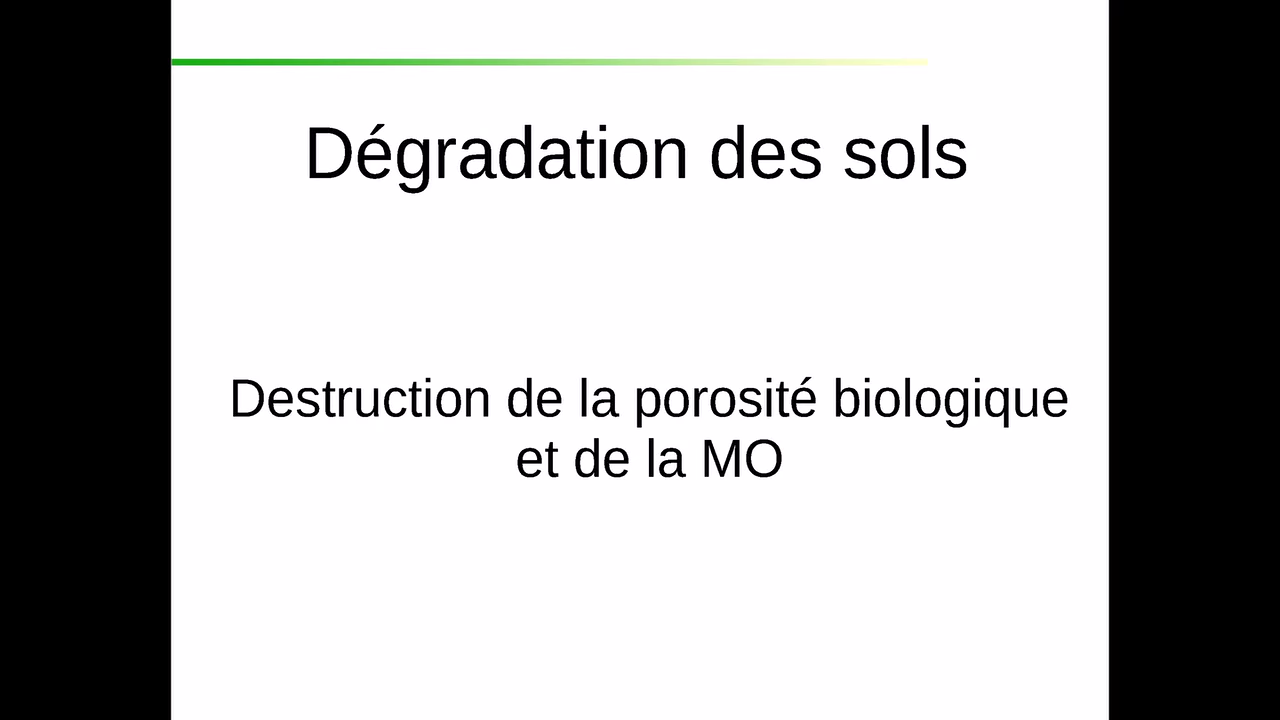 Dégradation des sols
Destruction de la porosité biologique
et de la MO